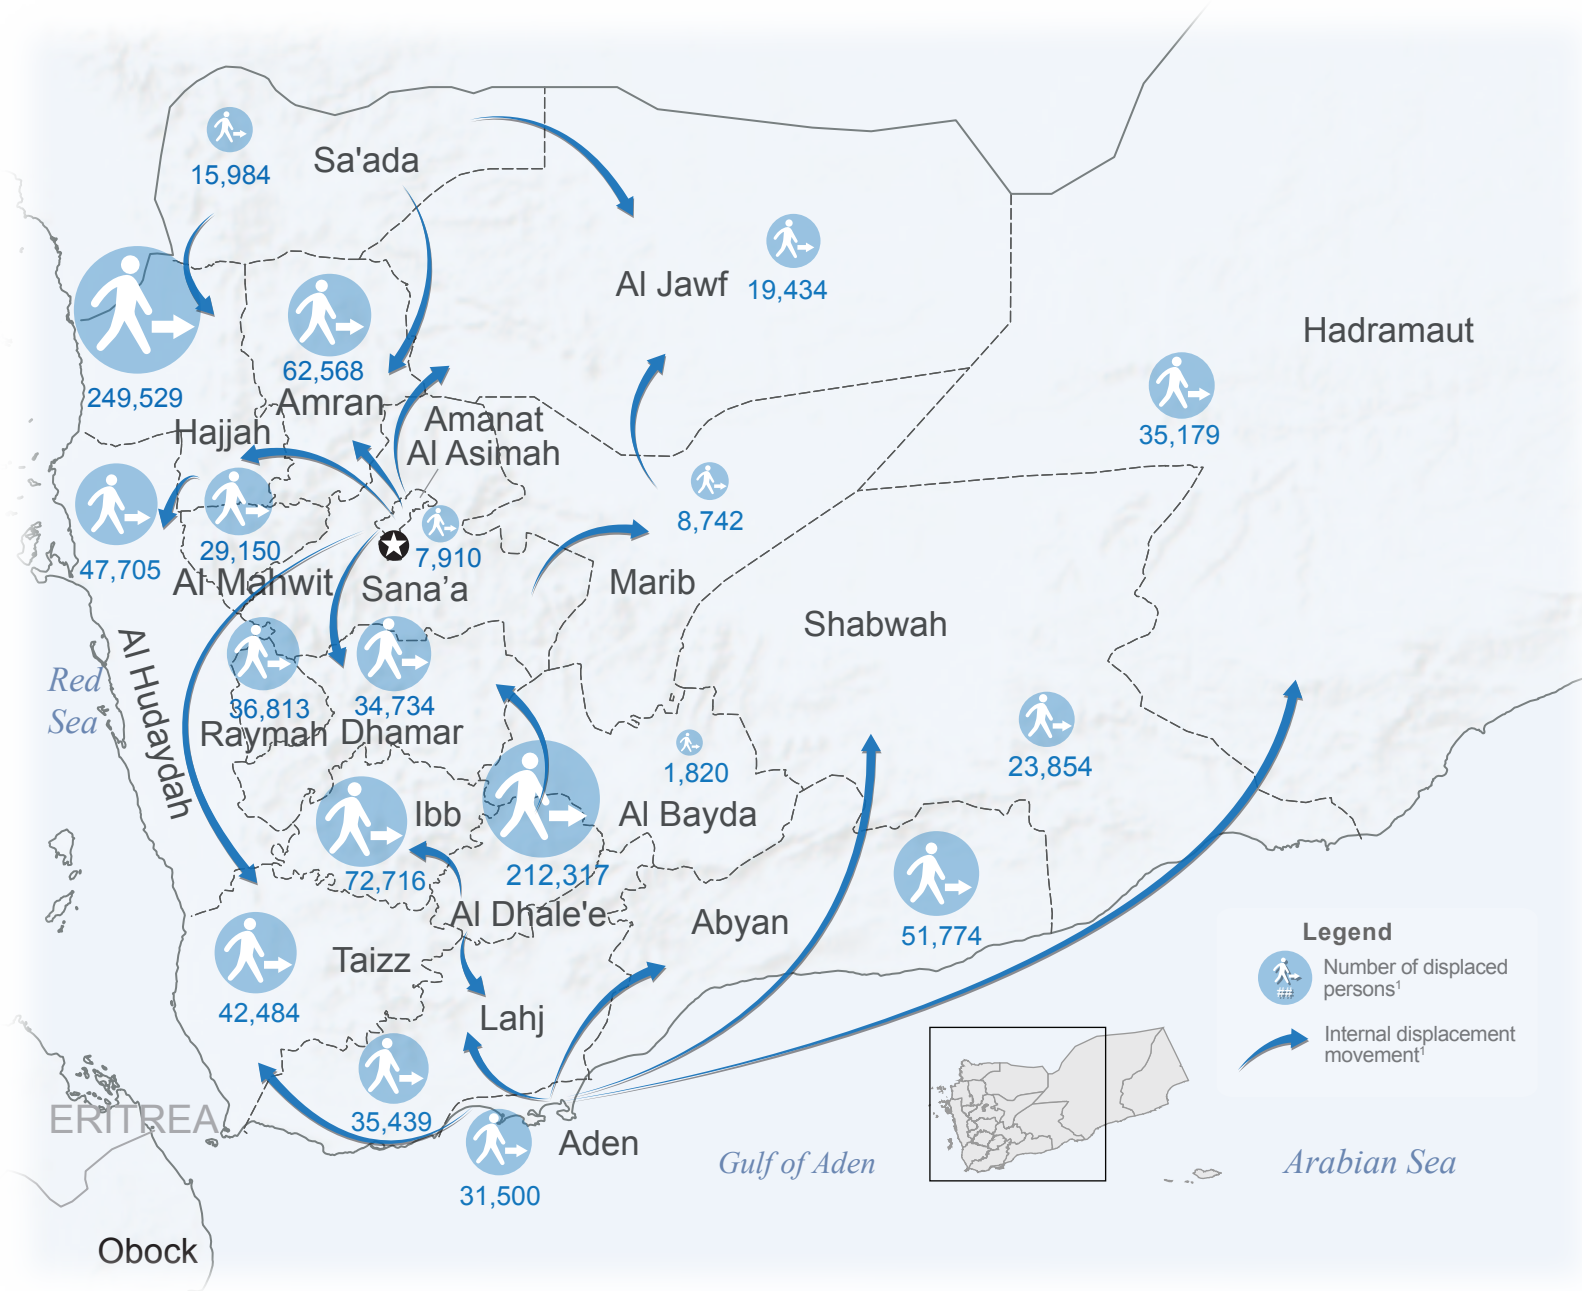 Sa'ada
15,984
Al Jawf
19,434
Hadramaut
35,179
249,529
Hajjah
62,568
Amran
Amanat
Al Asimah
47,705
29,150
Al Mahwit
7,910
Sana’a
8,742
Marib
Shabwah
23,854
Red
Sea
Al Hudaydah
36,813
Raymah
34,734
Dhamar
1,820
Al Bayda
Ibb
72,716
212,317
Al Dhale'e
Abyan
51,774
Taizz
42,484
Lahj
35,439
31,500
Aden
ERITREA
Obock
Gulf of Aden
Arabian Sea
Legend
##
Number of displaced
persons¹
Internal displacement
movement¹